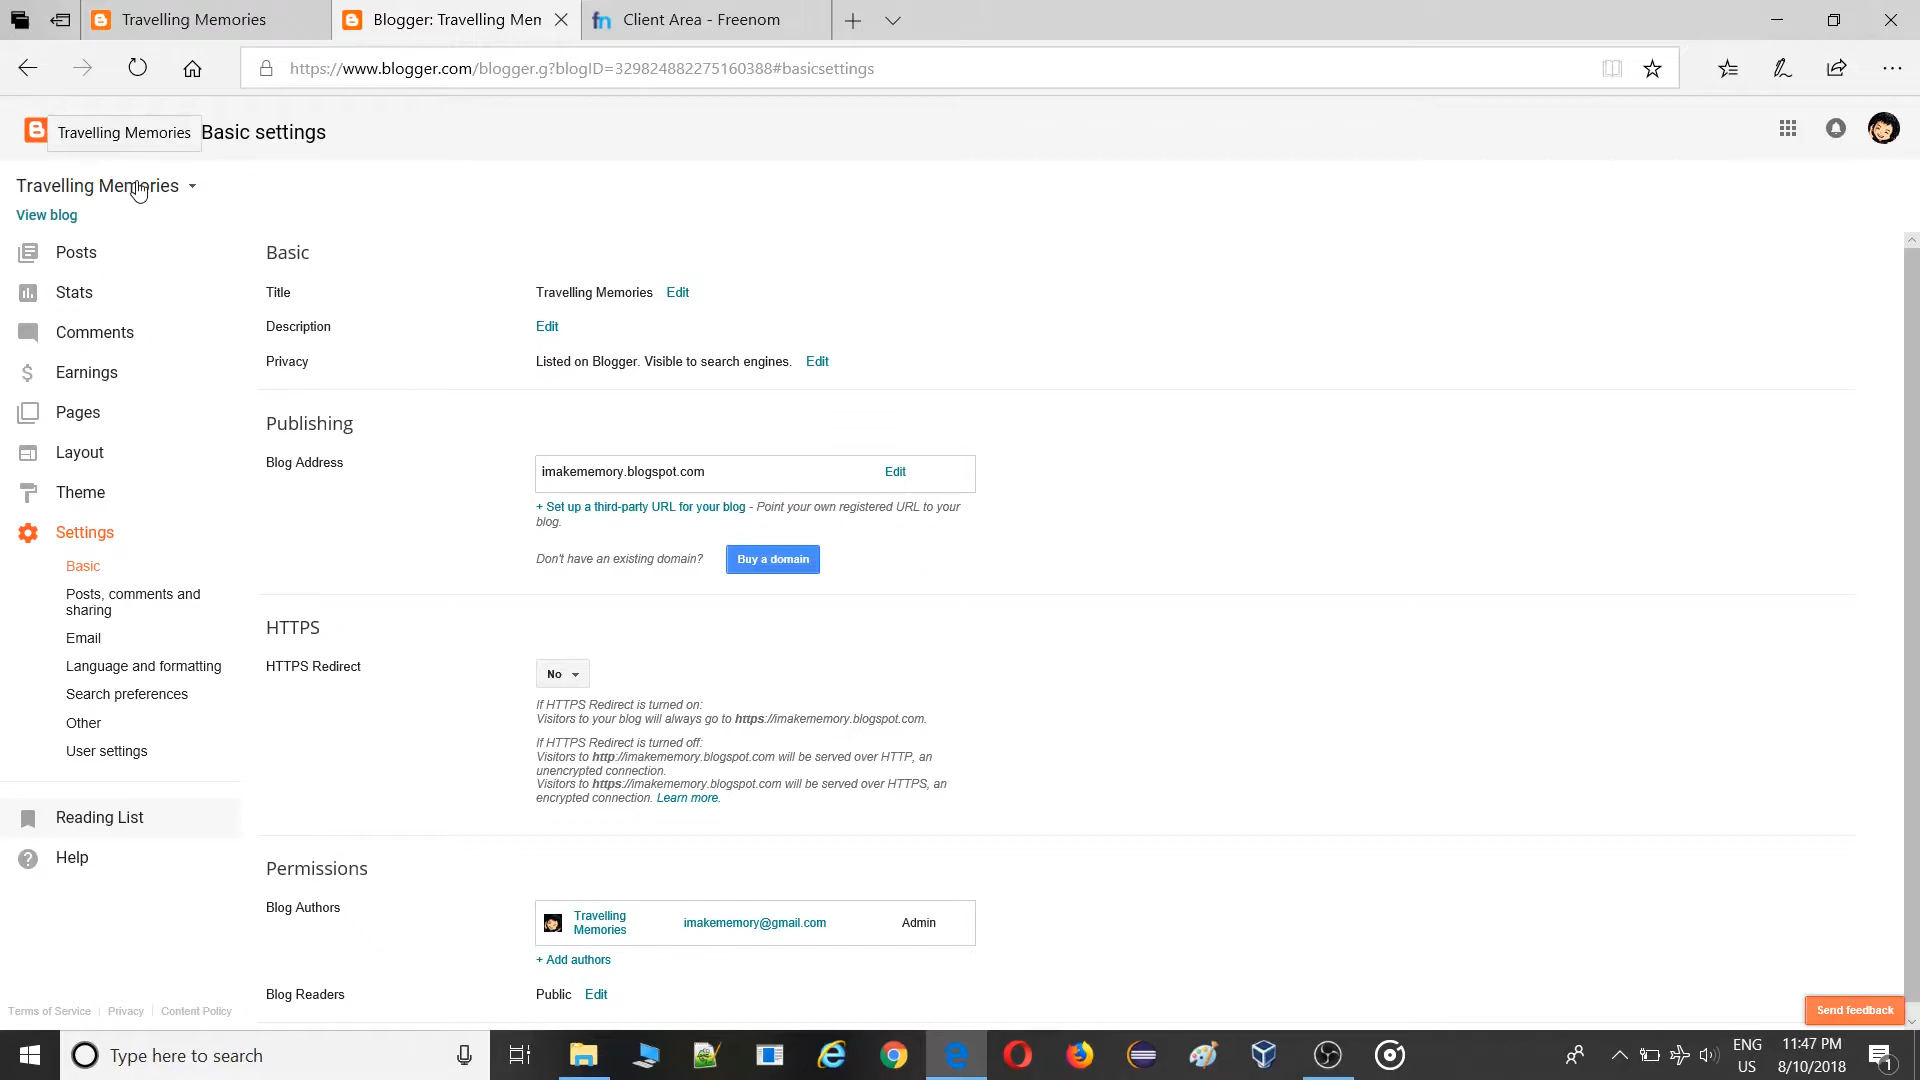 Travelling Memories
Blogger: Travelling Mem
Client Area - Freenom
https://www.blogger.com/blogger.g?blogID=329824882275160388#basicsettings
Travelling Memories
Basic settings
Travelling Memories
View blog
Posts
Stats
Comments
Earnings
Pages
Layout
Theme
Settings
Basic
Posts, comments and
sharing
Email
Language and formatting
Search preferences
Other
User settings
Reading List
Help
Terms of Service
Privacy
Content Policy
Basic
Title
Travelling Memories Edit
Description
Edit
Privacy
Listed on Blogger. Visible to search engines. Edit
Publishing
Blog Address
imakememory.blogspot.com Edit
+ Set up a third-party URL for your blog - Point your own registered URL to your
blog.
Don't have an existing domain? Buy a domain
HTTPS
HTTPS Redirect
No
If HTTPS Redirect is turned on:
Visitors to your blog will always go to https://imakememory.blogspot.com.
If HTTPS Redirect is turned off:
Visitors to http://imakememory.blogspot.com will be served over HTTP, an
unencrypted connection.
Visitors to https://imakememory.blogspot.com will be served over HTTPS, an
encrypted connection. Learn more.
Permissions
Blog Authors
Travelling
Memories
imakememory@gmail.com
Admin
+ Add authors
Blog Readers
Public Edit
Send feedback
Type here to search
ENG
US
11:47 PM
8/10/2018
1